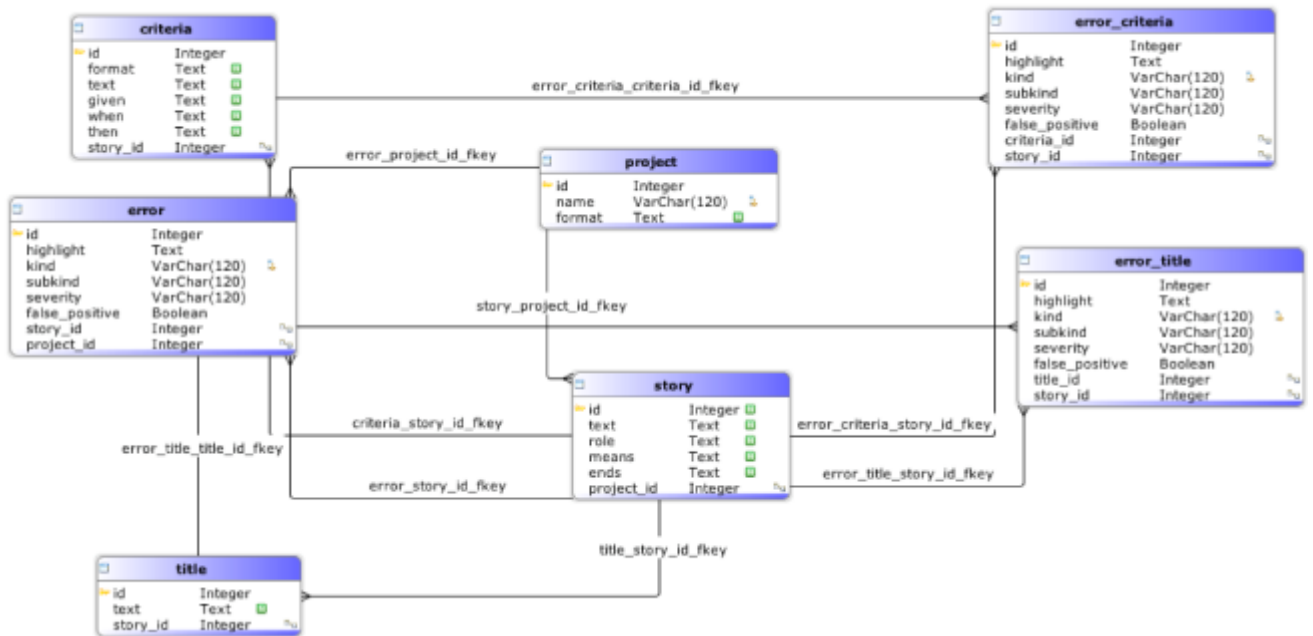 criteria
id Integer
format Text
text Text
given Text
when Text
then Text
story_id Integer
error_criteria
id Integer
highlight Text
kind VarChar(120)
subkind VarChar(120)
severity VarChar(120)
false_positive Boolean
criteria_id Integer
story_id Integer
error_criteria_criteria_id_fkey
error_project_id_fkey
project
id Integer
name VarChar(120)
format Text
error
id Integer
highlight Text
kind VarChar(120)
subkind VarChar(120)
severity VarChar(120)
false_positive Boolean
story_id Integer
project_id Integer
error_title
id Integer
highlight Text
kind VarChar(120)
subkind VarChar(120)
severity VarChar(120)
false_positive Boolean
title_id Integer
story_id Integer
story_project_id_fkey
story
id Integer
text Text
role Text
means Text
ends Text
project_id Integer
criteria_story_id_fkey
error_criteria_story_id_fkey
error_title_title_id_fkey
error_title_story_id_fkey
error_story_id_fkey
title_story_id_fkey
title
id Integer
text Text
story_id Integer